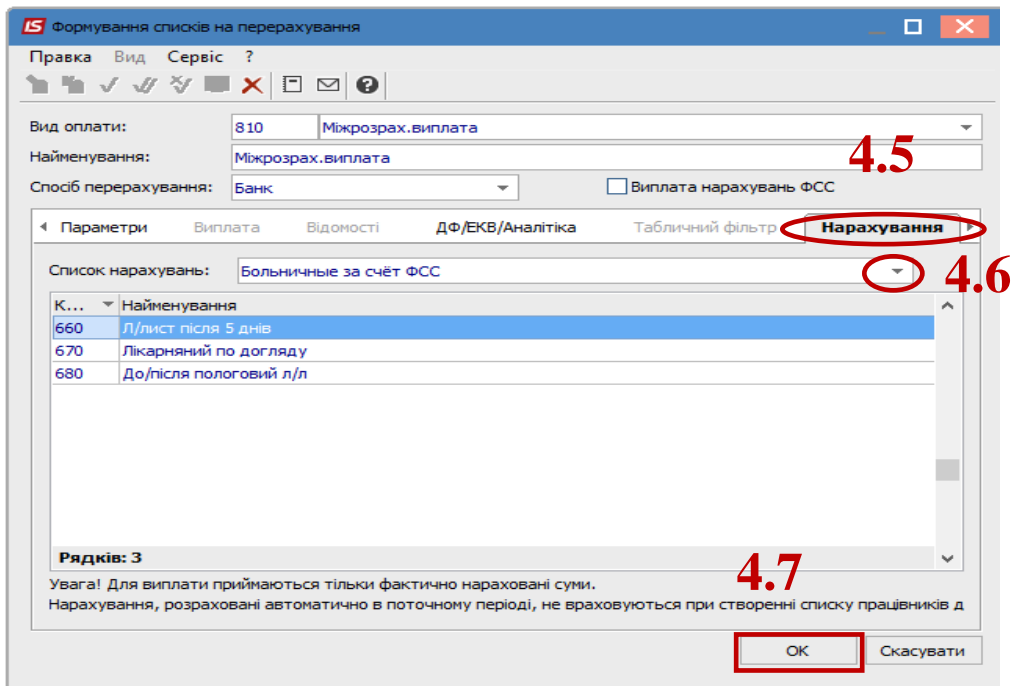 IS Формування списків на перерахування
Правка Вид Сервіс ?
Вид оплати: 810 Міжрозрах.виплата
4.5
Найменування: Міжрозрах.виплата
Спосіб перерахування: Банк Виплата нарахувань ФСС
Параметри Виплата Відомості ДФ/ЕКВ/Аналітика Табличний фільтр Нарахування
Список нарахувань: Больничные за счёт ФСС
4.6
К... Найменування
660 Л/лист після 5 днів
670 Лікарняний по догляду
680 До/після пологовий л/л
Рядків: 3
4.7
Увага! Для виплати приймаються тільки фактично нараховані суми.
Нарахування, розраховані автоматично в поточному періоді, не враховуються при створенні списку працівників д
ОК Скасувати